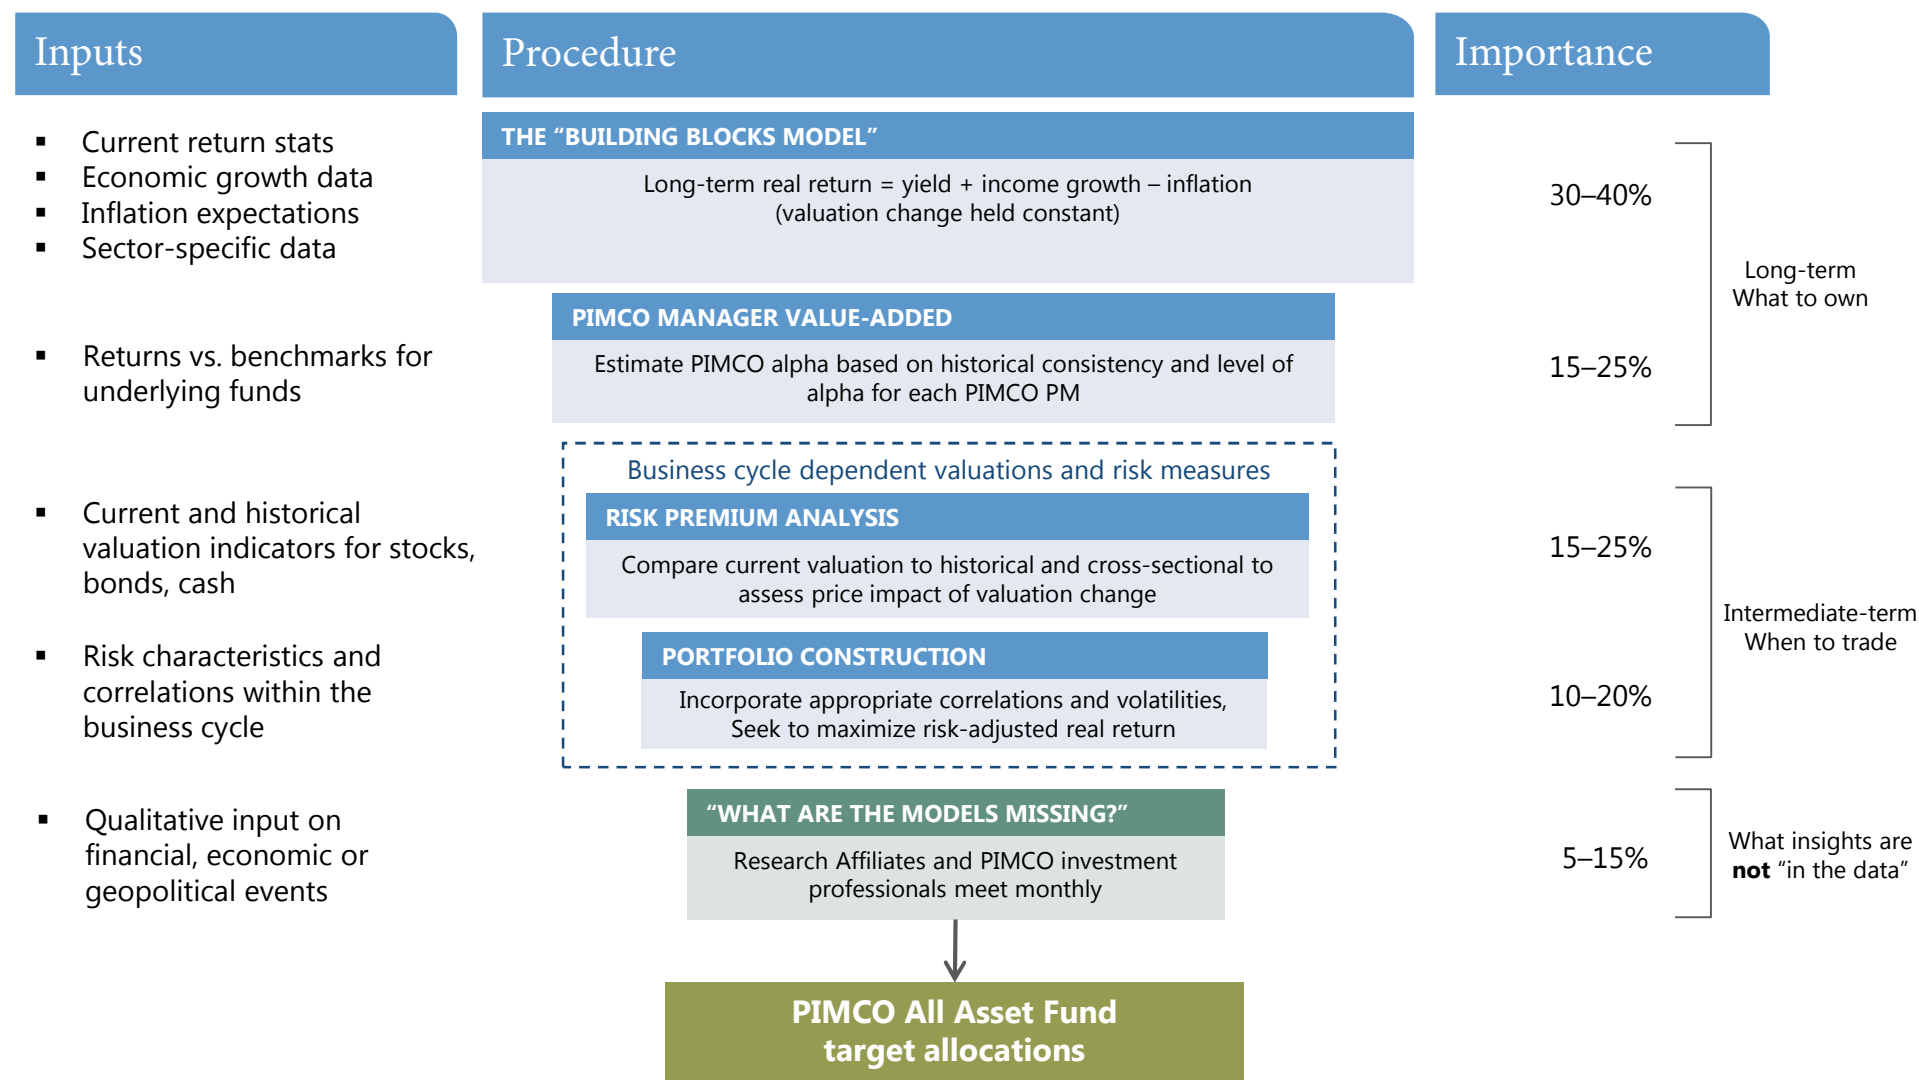 Inputs
Procedure
Importance
▪ Current return stats
▪ Economic growth data
▪ Inflation expectations
▪ Sector-specific data
THE “BUILDING BLOCKS MODEL”
Long-term real return = yield + income growth – inflation
(valuation change held constant)
30–40%
Long-term
What to own
▪ Returns vs. benchmarks for
underlying funds
PIMCO MANAGER VALUE-ADDED
Estimate PIMCO alpha based on historical consistency and level of
alpha for each PIMCO PM
15–25%
Business cycle dependent valuations and risk measures
▪ Current and historical
valuation indicators for stocks,
bonds, cash
RISK PREMIUM ANALYSIS
Compare current valuation to historical and cross-sectional to
assess price impact of valuation change
15–25%
Intermediate-term
When to trade
▪ Risk characteristics and
correlations within the
business cycle
PORTFOLIO CONSTRUCTION
Incorporate appropriate correlations and volatilities,
Seek to maximize risk-adjusted real return
10–20%
▪ Qualitative input on
financial, economic or
geopolitical events
“WHAT ARE THE MODELS MISSING?”
Research Affiliates and PIMCO investment
professionals meet monthly
5–15%
What insights are
not “in the data”
PIMCO All Asset Fund
target allocations